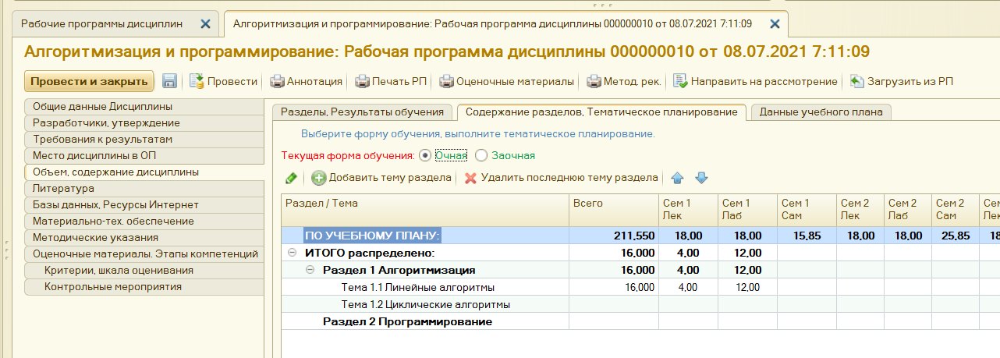 Рабочие программы дисциплин
Алгоритмизация и программирование: Рабочая программа дисциплины 000000010 от 08.07.2021 7:11:09
Алгоритмизация и программирование: Рабочая программа дисциплины 000000010 от 08.07.2021 7:11:09
Провести и закрыть Провести Аннотация Печать РП Оценочные материалы Метод. рек. Направить на рассмотрение Загрузить из РП
Общие данные Дисциплины
Разработчики, утверждение
Требования к результатам
Место дисциплины в ОП
Объем, содержание дисциплины
Литература
Базы данных, Ресурсы Интернет
Материально-тех. обеспечение
Методические указания
Оценочные материалы. Этапы компетенций
Критерии, шкала оценивания
Контрольные мероприятия
Разделы, Результаты обучения Содержание разделов, Тематическое планирование Данные учебного плана
Выберите форму обучения, выполните тематическое планирование.
Текущая форма обучения: Очная Заочная
Добавить тему раздела Удалить последнюю тему раздела
Раздел / Тема Всего Сем 1 Лек Сем 1 Лаб Сем 1 Сам Сем 2 Лек Сем 2 Лаб Сем 2 Сам
ПО УЧЕБНОМУ ПЛАНУ: 211,550 18,00 18,00 15,85 18,00 18,00 25,85 18
ИТОГО распределено: 16,000 4,00 12,00
Раздел 1 Алгоритмизация 16,000 4,00 12,00
Тема 1.1 Линейные алгоритмы 16,000 4,00 12,00
Тема 1.2 Циклические алгоритмы
Раздел 2 Программирование